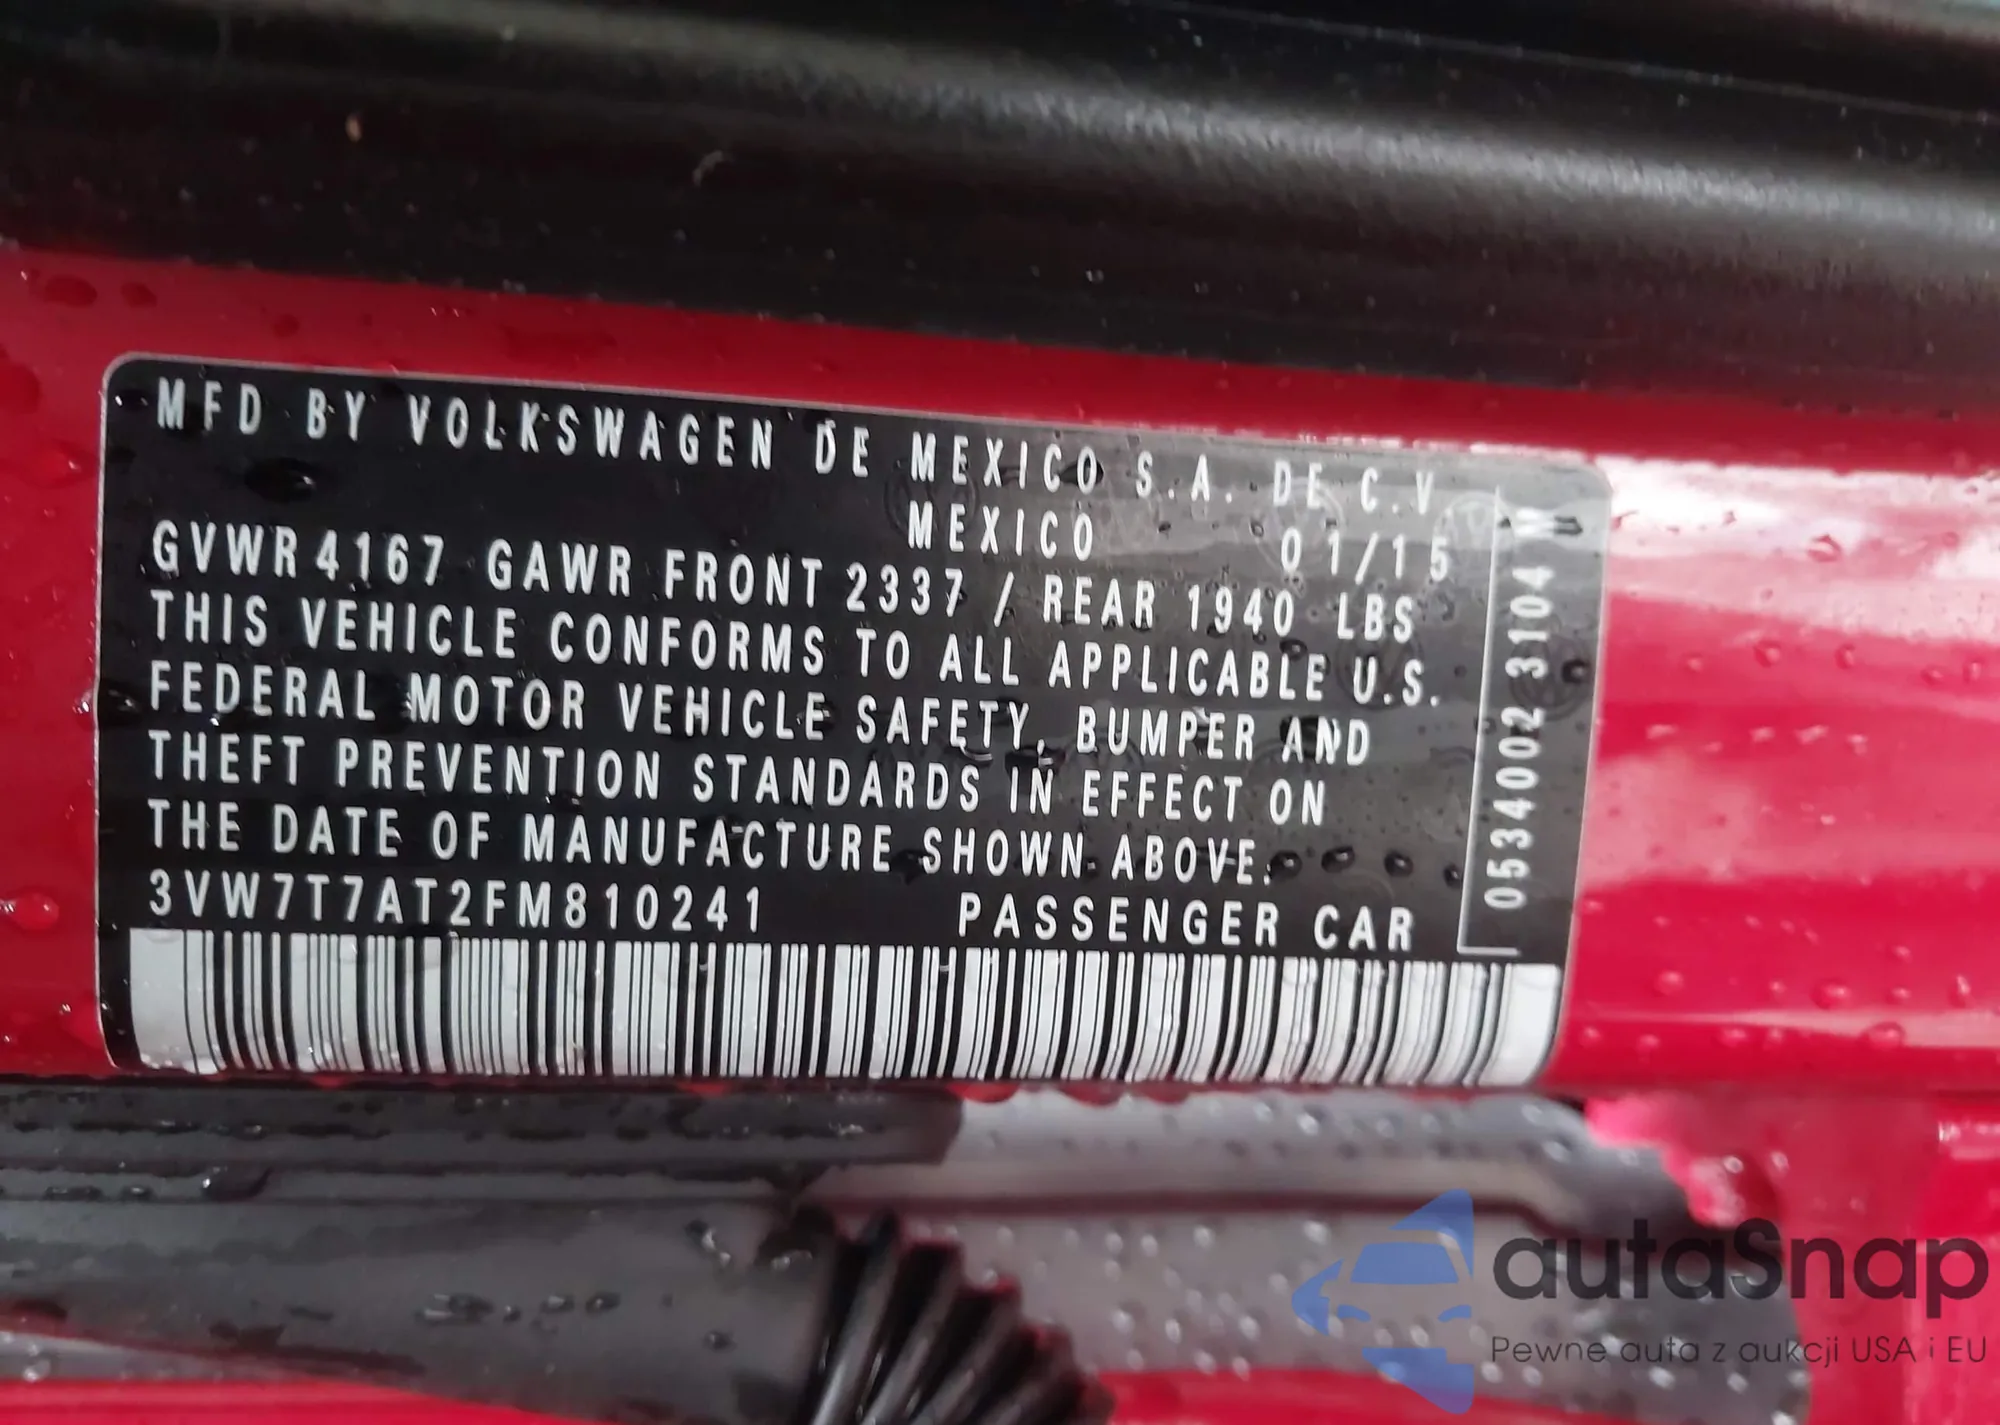 MFD BY VOLKSWAGEN DE MEXICO S.A. DE C.V
MEXICO 01/15
GVWR 4167 GAWR FRONT 2337 / REAR 1940 LBS
THIS VEHICLE CONFORMS TO ALL APPLICABLE U.S.
FEDERAL MOTOR VEHICLE SAFETY, BUMPER AND
THEFT PREVENTION STANDARDS IN EFFECT ON
THE DATE OF MANUFACTURE SHOWN ABOVE.
3VW7T7AT2FM810241 PASSENGER CAR
0534002 3104 W
autaSnap
Pewne auta z aukcji USA i EU